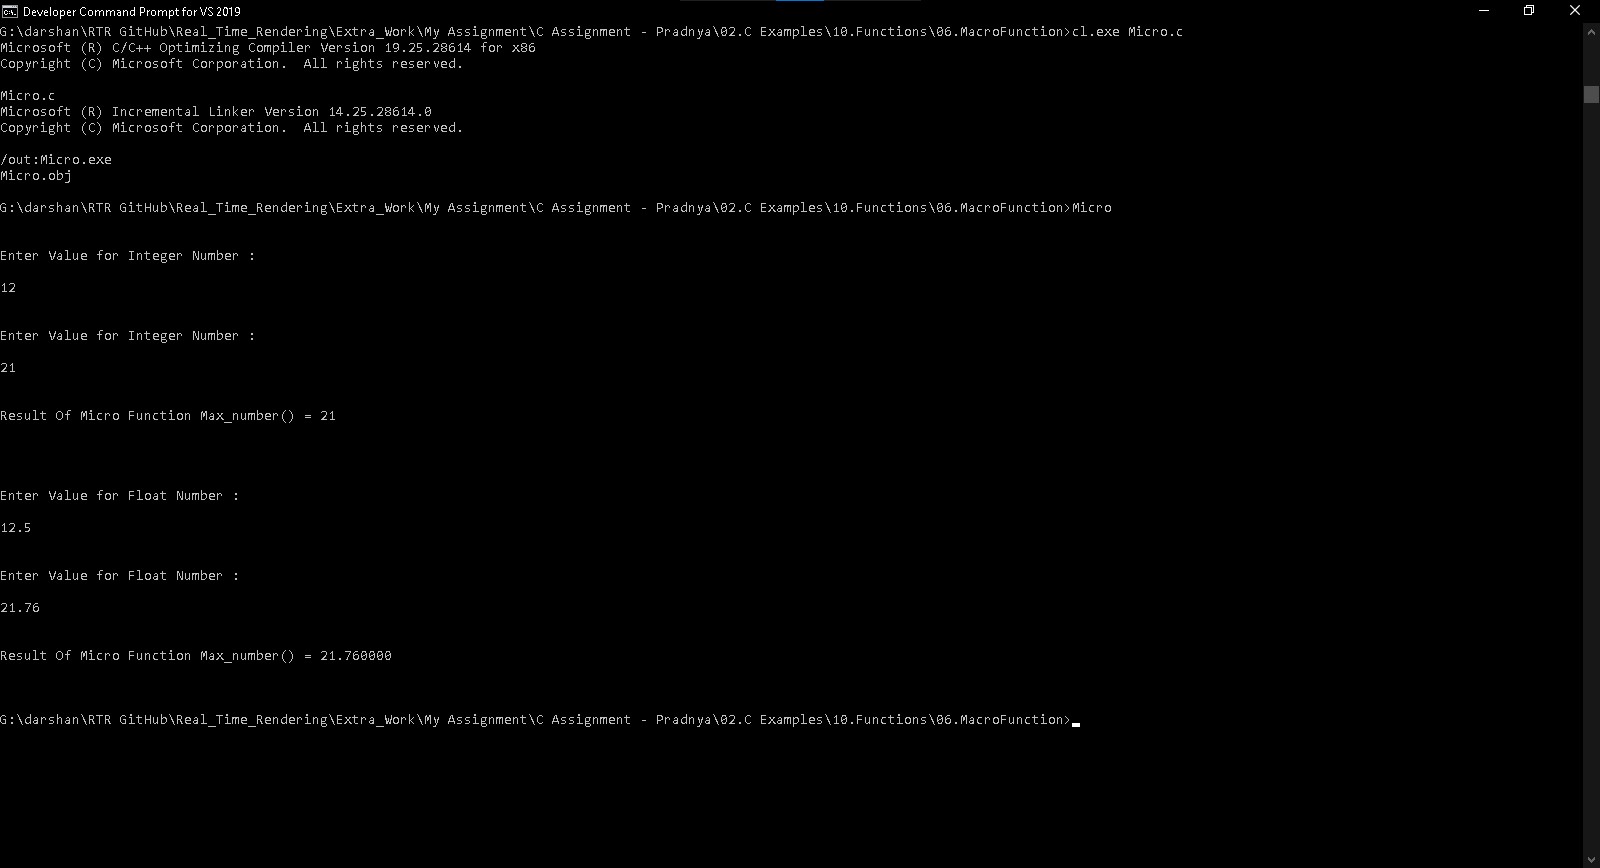 Developer Command Prompt for VS 2019
G:\darshan\RTR GitHub\Real_Time_Rendering\Extra_Work\My Assignment\C Assignment - Pradnya\02.C Examples\10.Functions\06.MacroFunction>cl.exe Micro.c
Microsoft (R) C/C++ Optimizing Compiler Version 19.25.28614 for x86
Copyright (C) Microsoft Corporation.  All rights reserved.
Micro.c
Microsoft (R) Incremental Linker Version 14.25.28614.0
Copyright (C) Microsoft Corporation.  All rights reserved.
/out:Micro.exe
Micro.obj
G:\darshan\RTR GitHub\Real_Time_Rendering\Extra_Work\My Assignment\C Assignment - Pradnya\02.C Examples\10.Functions\06.MacroFunction>Micro
Enter Value for Integer Number :
12
Enter Value for Integer Number :
21
Result Of Micro Function Max_number() = 21
Enter Value for Float Number :
12.5
Enter Value for Float Number :
21.76
Result Of Micro Function Max_number() = 21.760000
G:\darshan\RTR GitHub\Real_Time_Rendering\Extra_Work\My Assignment\C Assignment - Pradnya\02.C Examples\10.Functions\06.MacroFunction>